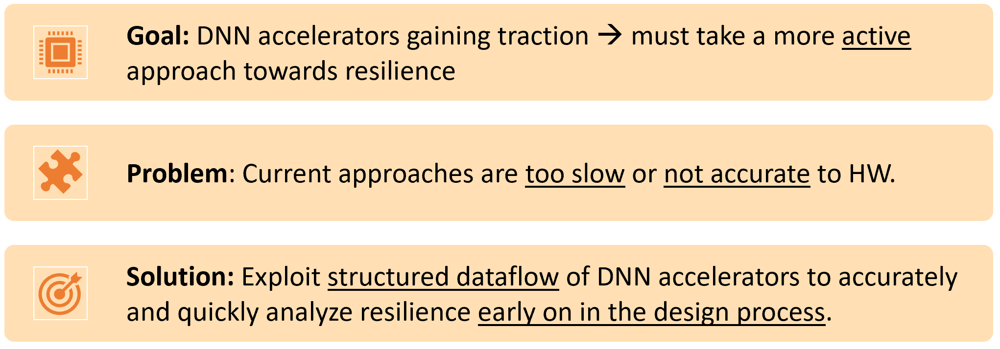 Goal: DNN accelerators gaining traction → must take a more active
approach towards resilience
Problem: Current approaches are too slow or not accurate to HW.
Solution: Exploit structured dataflow of DNN accelerators to accurately
and quickly analyze resilience early on in the design process.